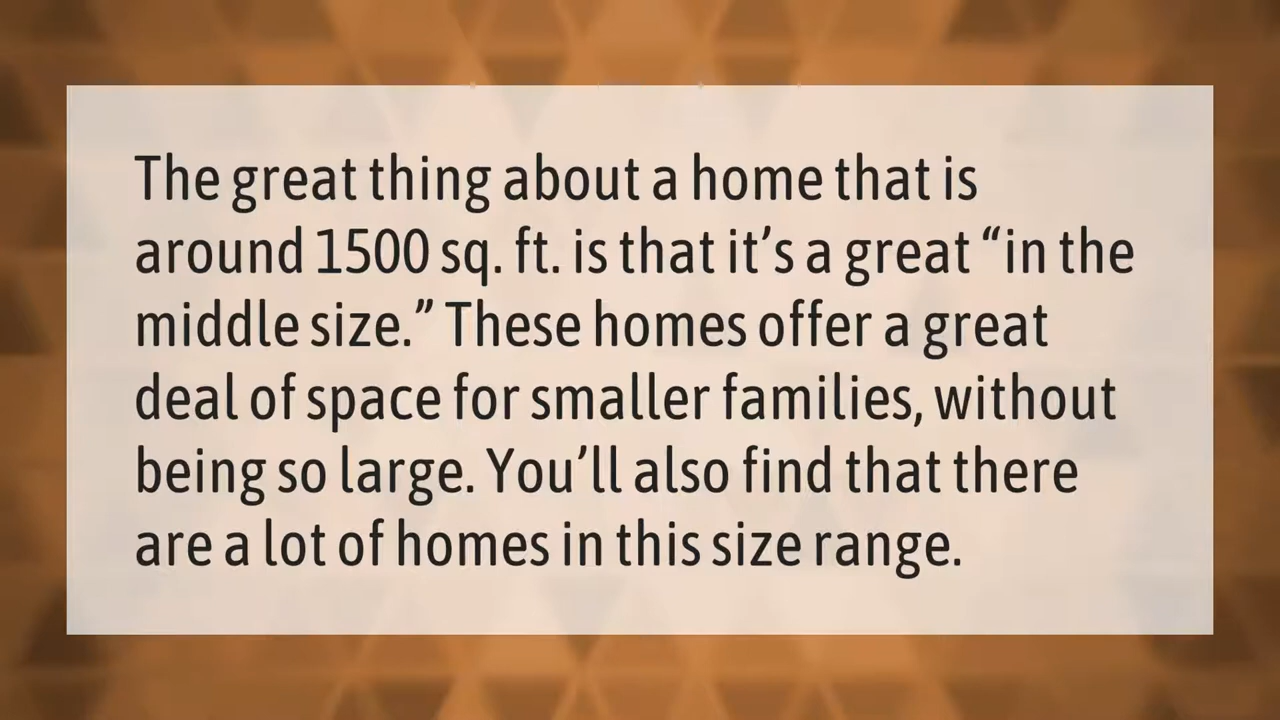 The great thing about a home that is
around 1500 sq. ft. is that it’s a great “in the
middle size.” These homes offer a great
deal of space for smaller families, without
being so large. You’ll also find that there
are a lot of homes in this size range.